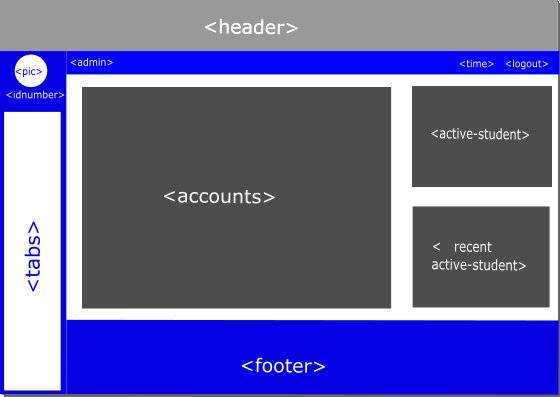 <header>
<pic>
<admin>
<time>
<logout>
<idnumber>
<tabs>
<accounts>
<active-student>
< recent
active-student>
<footer>